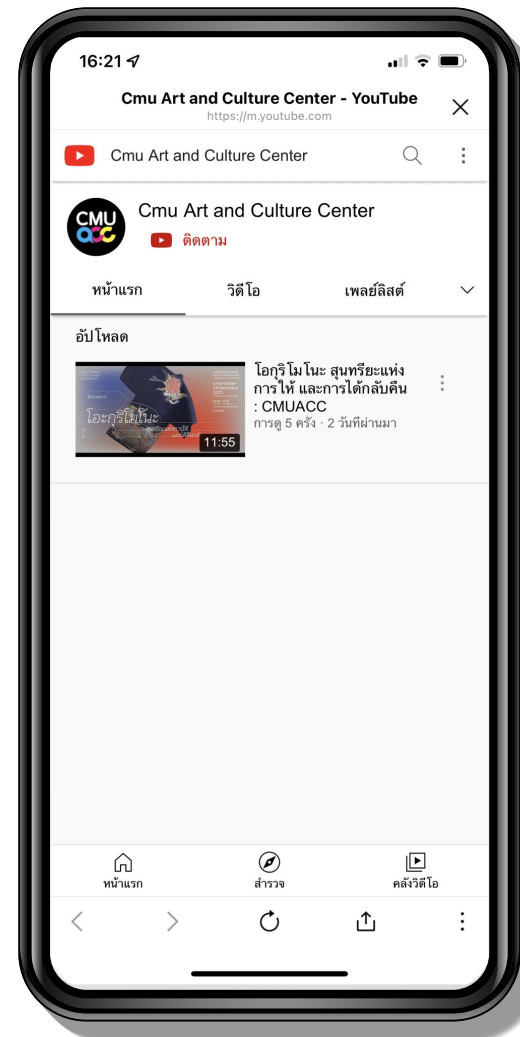 16:21
Cmu Art and Culture Center - YouTube
https://m.youtube.com
Cmu Art and Culture Center
CMU
acc
Cmu Art and Culture Center
ติดตาม
หน้าแรก
วิดีโอ
เพลย์ลิสต์
อัปโหลด
โอะกุริโมโนะ
11:55
โอกุริโมโนะ สุนทรียะแห่ง
การให้ และการได้กลับคืน
: CMUACC
การดู 5 ครั้ง · 2 วันที่ผ่านมา
หน้าแรก
สำรวจ
คลังวิดีโอ